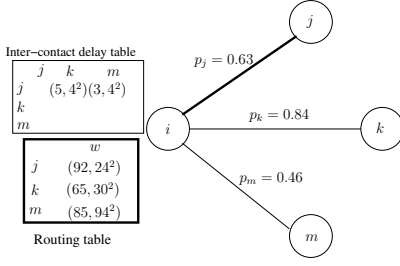 j
p_j = 0.63
Inter−contact delay table
j k m
j (5, 4²)(3, 4²)
k
m
i
p_k = 0.84
k
w
j (92, 24²)
k (65, 30²)
m (85, 94²)
p_m = 0.46
m
Routing table